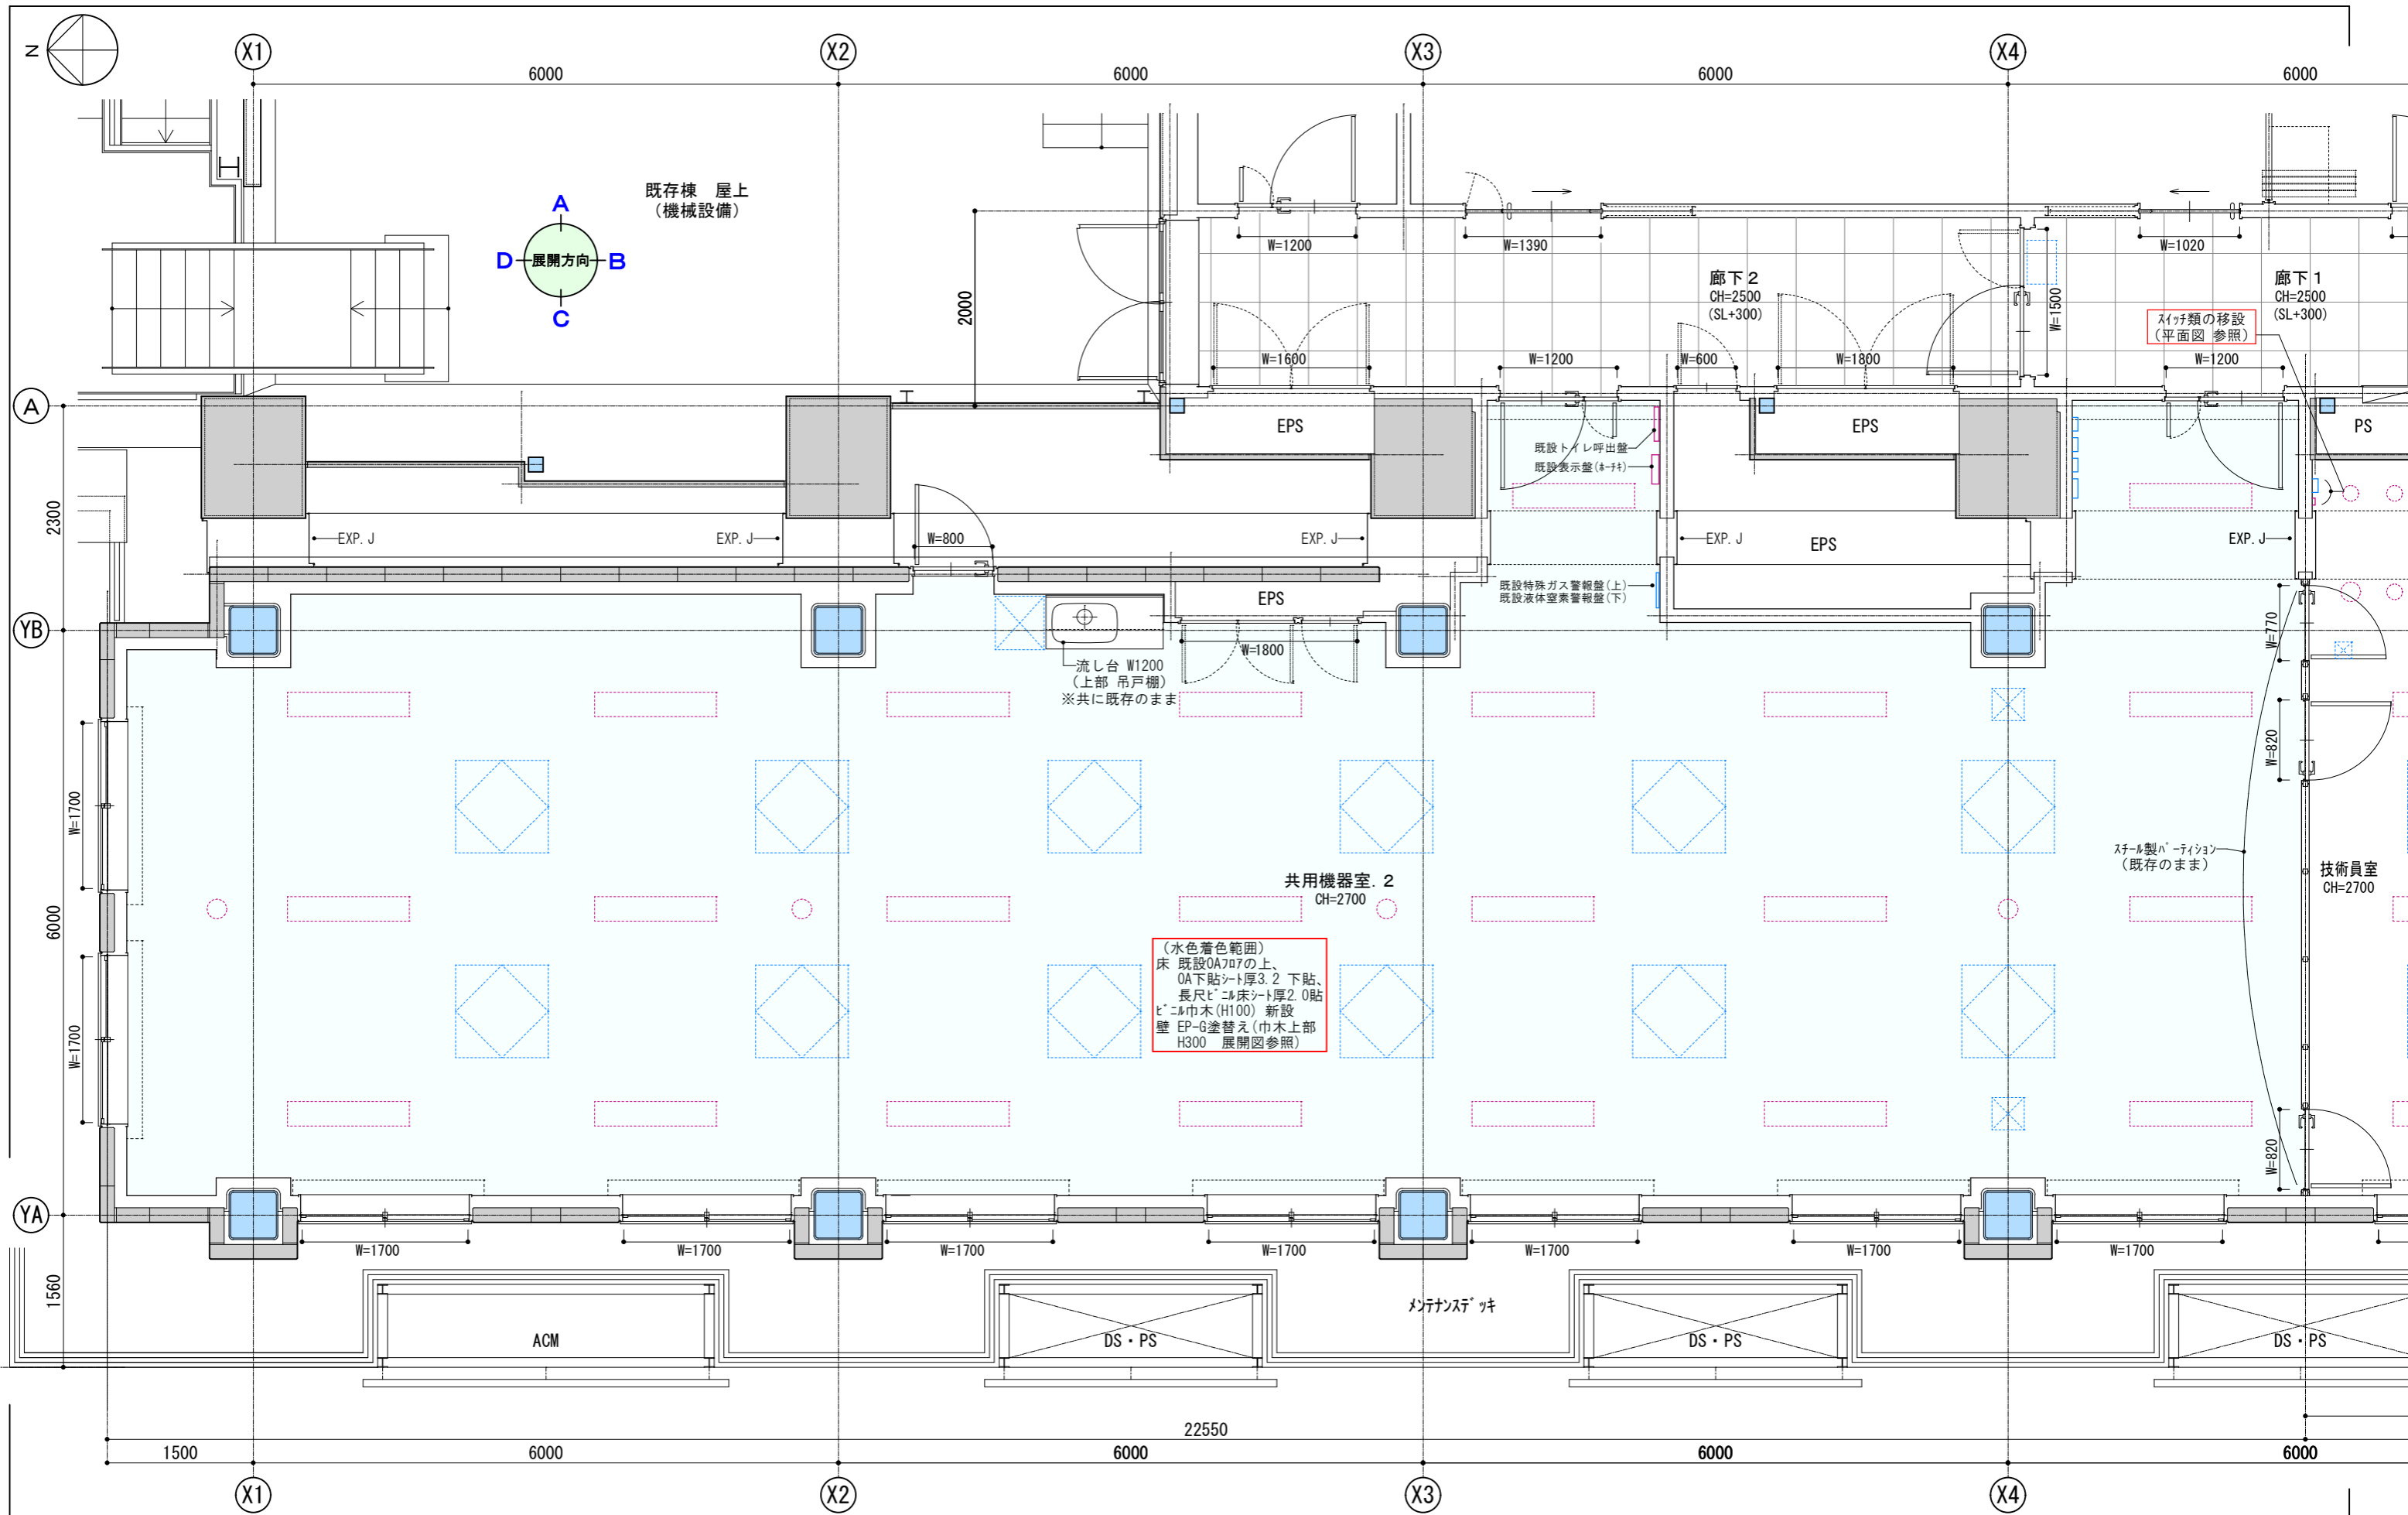 N
X1
X2
X3
X4
6000
6000
6000
6000
既存棟　屋上
（機械設備）
A
D 展開方向 B
C
2000
W=1200
W=1390
W=1020
廊下２
CH=2500
(SL+300)
W=1500
廊下１
CH=2500
(SL+300)
ｽｲｯﾁ類の移設
（平面図 参照）
W=1600
W=1200
W=600
W=1800
W=1200
A
EPS
EPS
PS
既設トイレ呼出盤
既設表示盤(ﾎｰﾁｷ)
2300
EXP. J
EXP. J
W=800
EXP. J
EXP. J
EPS
EXP. J
EPS
既設特殊ガス警報盤(上)
既設液体窒素警報盤(下)
YB
W=1800
流し台 W1200
（上部 吊戸棚）
※共に既存のまま
W=770
W=820
W=1700
ｽﾁｰﾙ製ﾊﾟｰﾃｨｼｮﾝ
（既存のまま）
共用機器室．２
CH=2700
技術員室
CH=2700
6000
（水色着色範囲）
床 既設OAﾌﾛｱの上、
OA下貼ｼｰﾄ厚3.2 下貼、
長尺ﾋﾞﾆﾙ床ｼｰﾄ厚2.0貼
ﾋﾞﾆﾙ巾木(H100) 新設
壁 EP-G塗替え(巾木上部
H300　展開図参照)
W=1700
W=820
YA
W=1700
W=1700
W=1700
W=1700
W=1700
W=1700
W=1700
1560
ﾒﾝﾃﾅﾝｽﾃﾞｯｷ
ACM
DS・PS
DS・PS
DS・PS
22550
1500
6000
6000
6000
6000
X1
X2
X3
X4